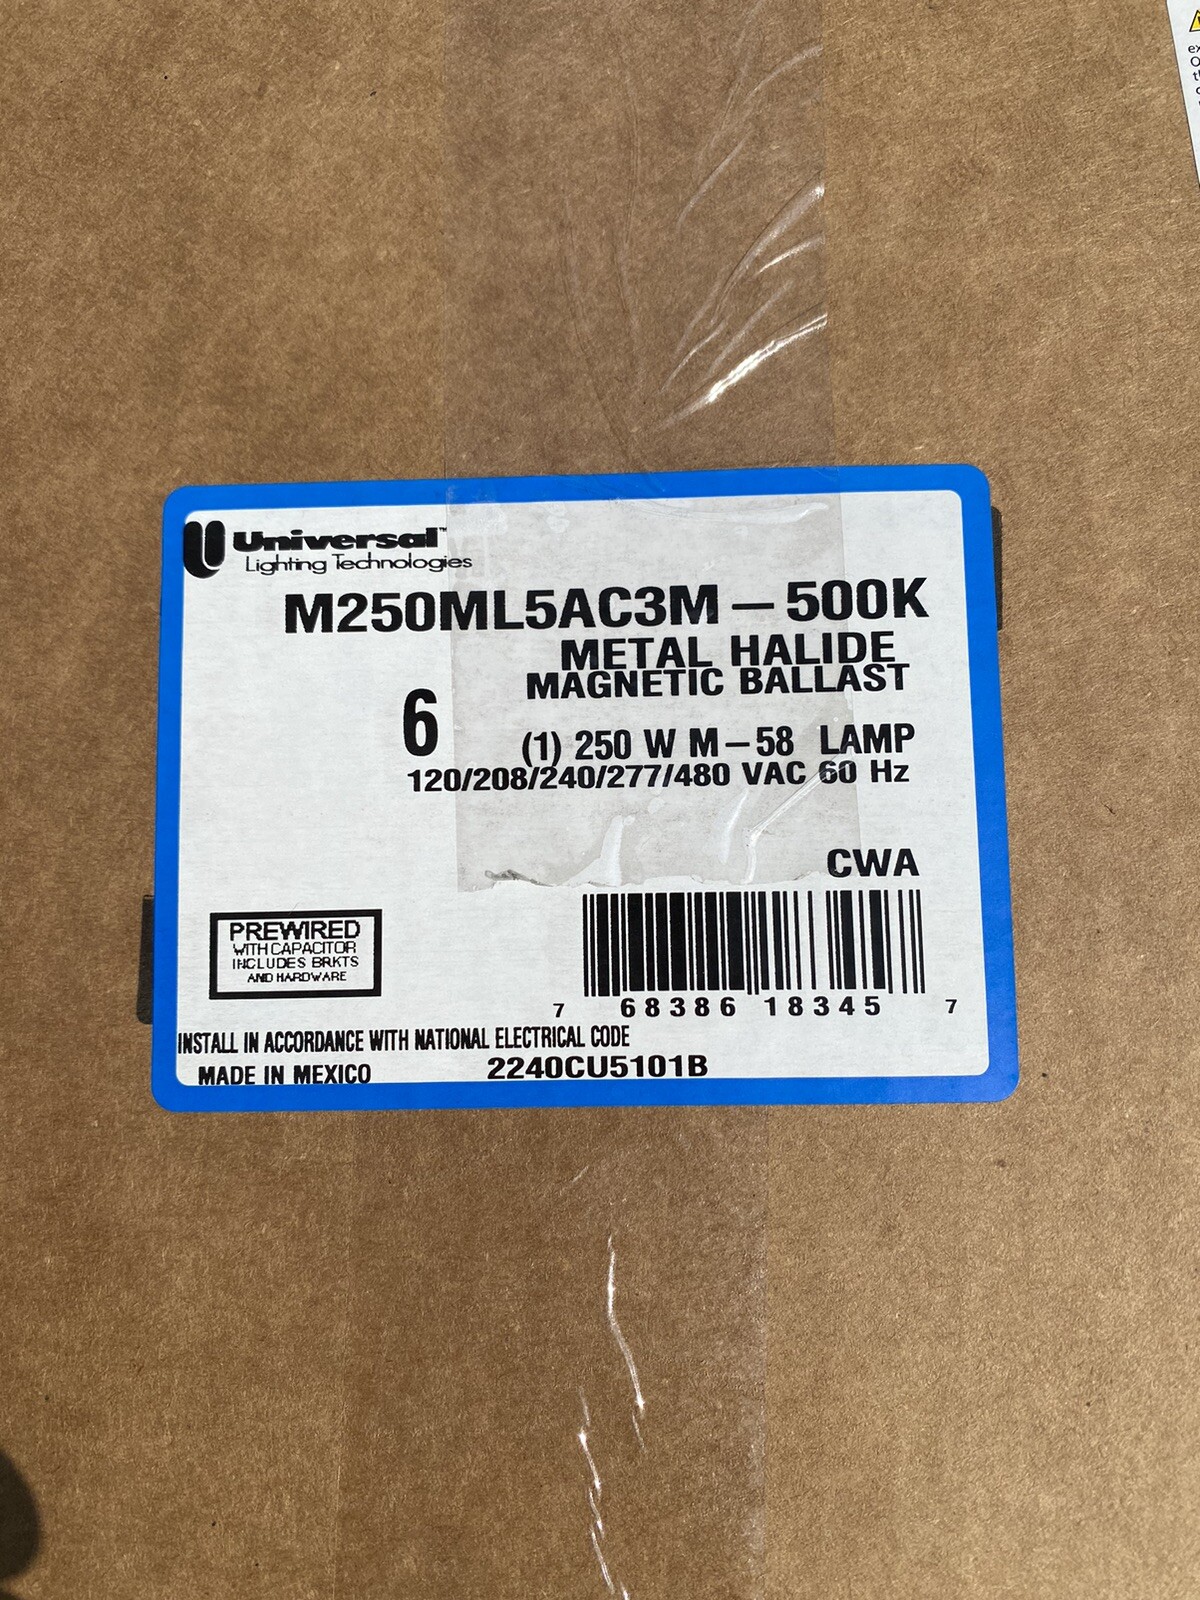 Universal™
Lighting Technologies
M250ML5AC3M – 500K
METAL HALIDE
MAGNETIC BALLAST
6
(1) 250 W M – 58 LAMP
120/208/240/277/480 VAC 60 Hz
CWA
PREWIRED
WITH CAPACITOR
INCLUDES BRKTS
AND HARDWARE
7 68386 18345 7
INSTALL IN ACCORDANCE WITH NATIONAL ELECTRICAL CODE
MADE IN MEXICO 2240CU5101B